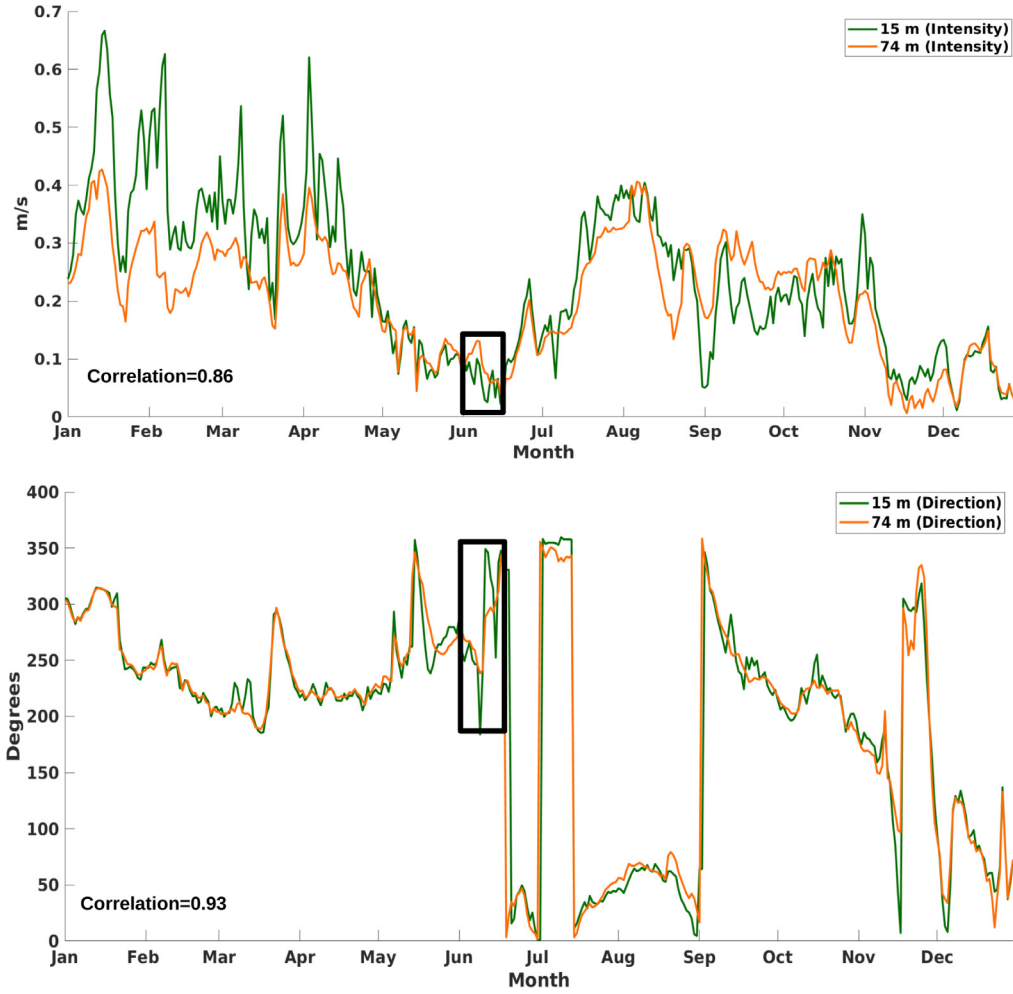 0.7
15 m (Intensity)
74 m (Intensity)
0.6
0.5
0.4
m/s
0.3
0.2
0.1
Correlation=0.86
0
Jan Feb Mar Apr May Jun Jul Aug Sep Oct Nov Dec
Month
400
15 m (Direction)
74 m (Direction)
350
300
250
200
Degrees
150
100
50
Correlation=0.93
0
Jan Feb Mar Apr May Jun Jul Aug Sep Oct Nov Dec
Month